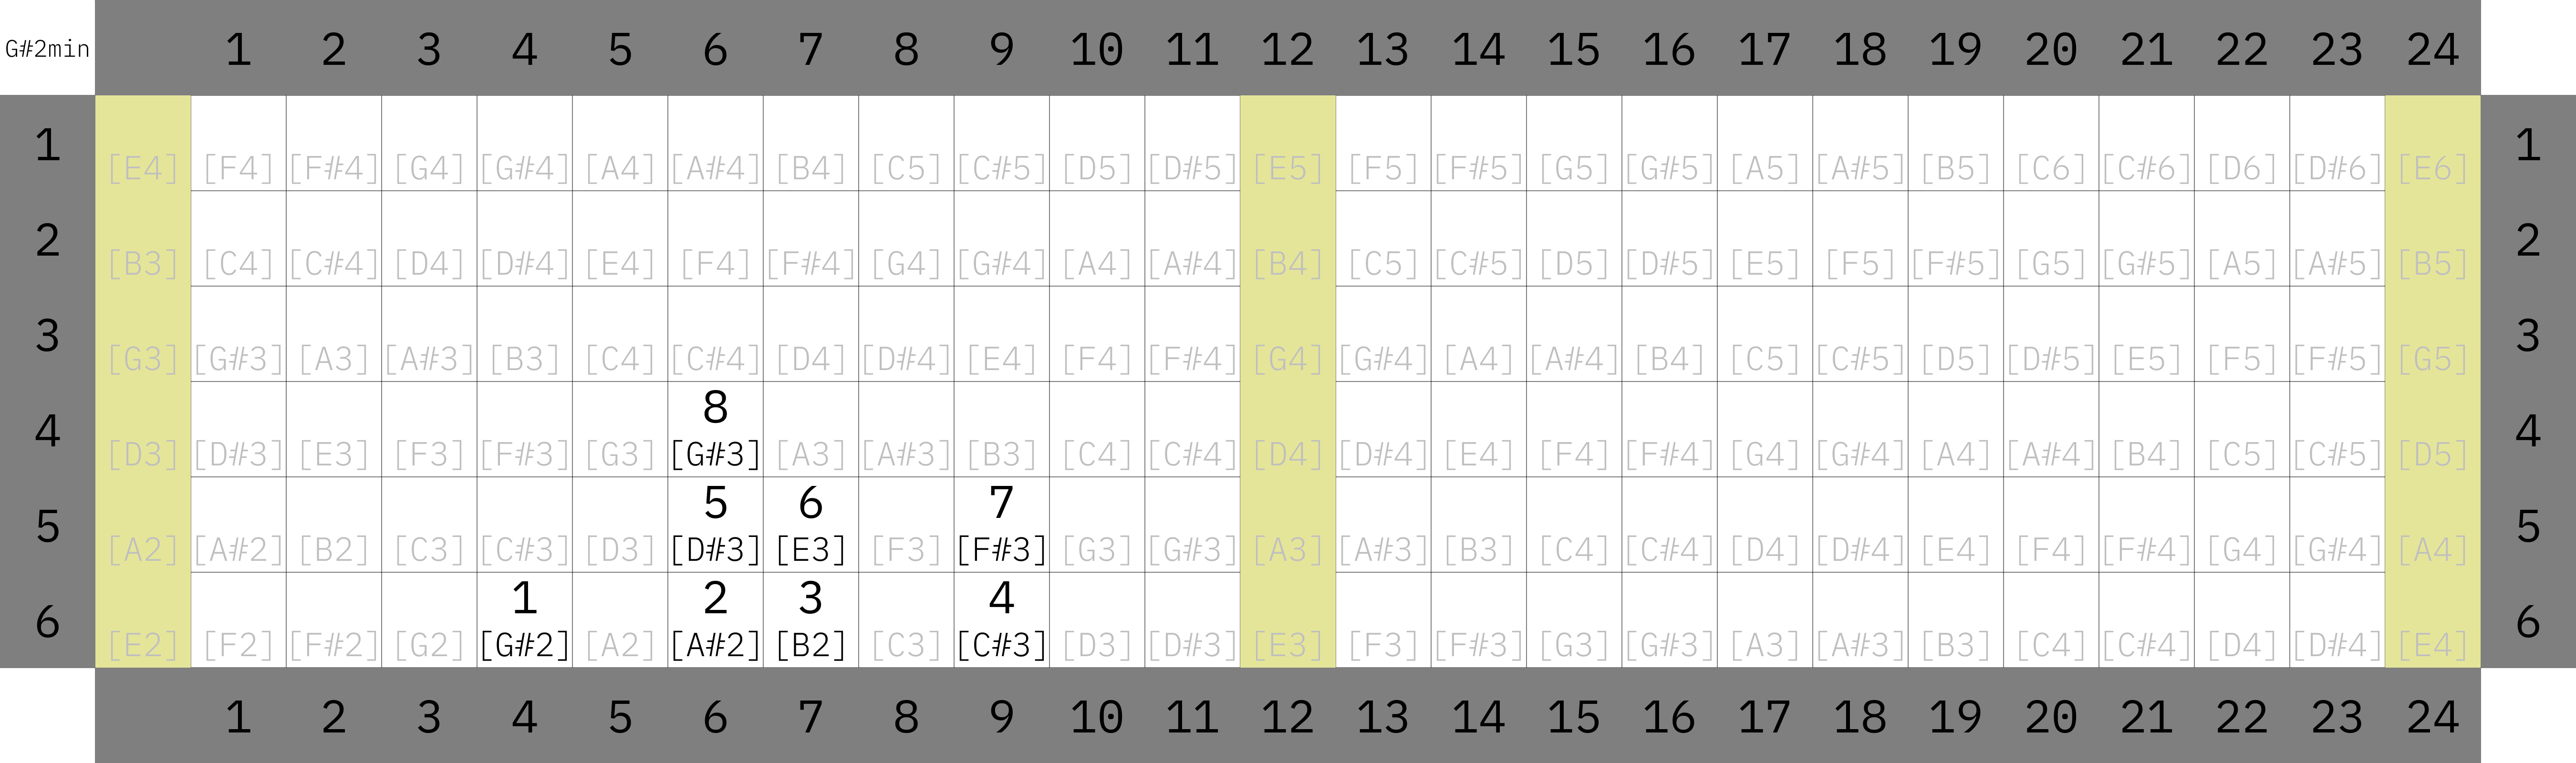 G#2min 1 2 3 4 5 6 7 8 9 10 11 12 13 14 15 16 17 18 19 20 21 22 23 24
1 [E4] [F4] [F#4] [G4] [G#4] [A4] [A#4] [B4] [C5] [C#5] [D5] [D#5] [E5] [F5] [F#5] [G5] [G#5] [A5] [A#5] [B5] [C6] [C#6] [D6] [D#6] [E6] 1
2 [B3] [C4] [C#4] [D4] [D#4] [E4] [F4] [F#4] [G4] [G#4] [A4] [A#4] [B4] [C5] [C#5] [D5] [D#5] [E5] [F5] [F#5] [G5] [G#5] [A5] [A#5] [B5] 2
3 [G3] [G#3] [A3] [A#3] [B3] [C4] [C#4] [D4] [D#4] [E4] [F4] [F#4] [G4] [G#4] [A4] [A#4] [B4] [C5] [C#5] [D5] [D#5] [E5] [F5] [F#5] [G5] 3
8
4 [D3] [D#3] [E3] [F3] [F#3] [G3] [G#3] [A3] [A#3] [B3] [C4] [C#4] [D4] [D#4] [E4] [F4] [F#4] [G4] [G#4] [A4] [A#4] [B4] [C5] [C#5] [D5] 4
5 6 7
5 [A2] [A#2] [B2] [C3] [C#3] [D3] [D#3] [E3] [F3] [F#3] [G3] [G#3] [A3] [A#3] [B3] [C4] [C#4] [D4] [D#4] [E4] [F4] [F#4] [G4] [G#4] [A4] 5
1 2 3 4
6 [E2] [F2] [F#2] [G2] [G#2] [A2] [A#2] [B2] [C3] [C#3] [D3] [D#3] [E3] [F3] [F#3] [G3] [G#3] [A3] [A#3] [B3] [C4] [C#4] [D4] [D#4] [E4] 6
1 2 3 4 5 6 7 8 9 10 11 12 13 14 15 16 17 18 19 20 21 22 23 24